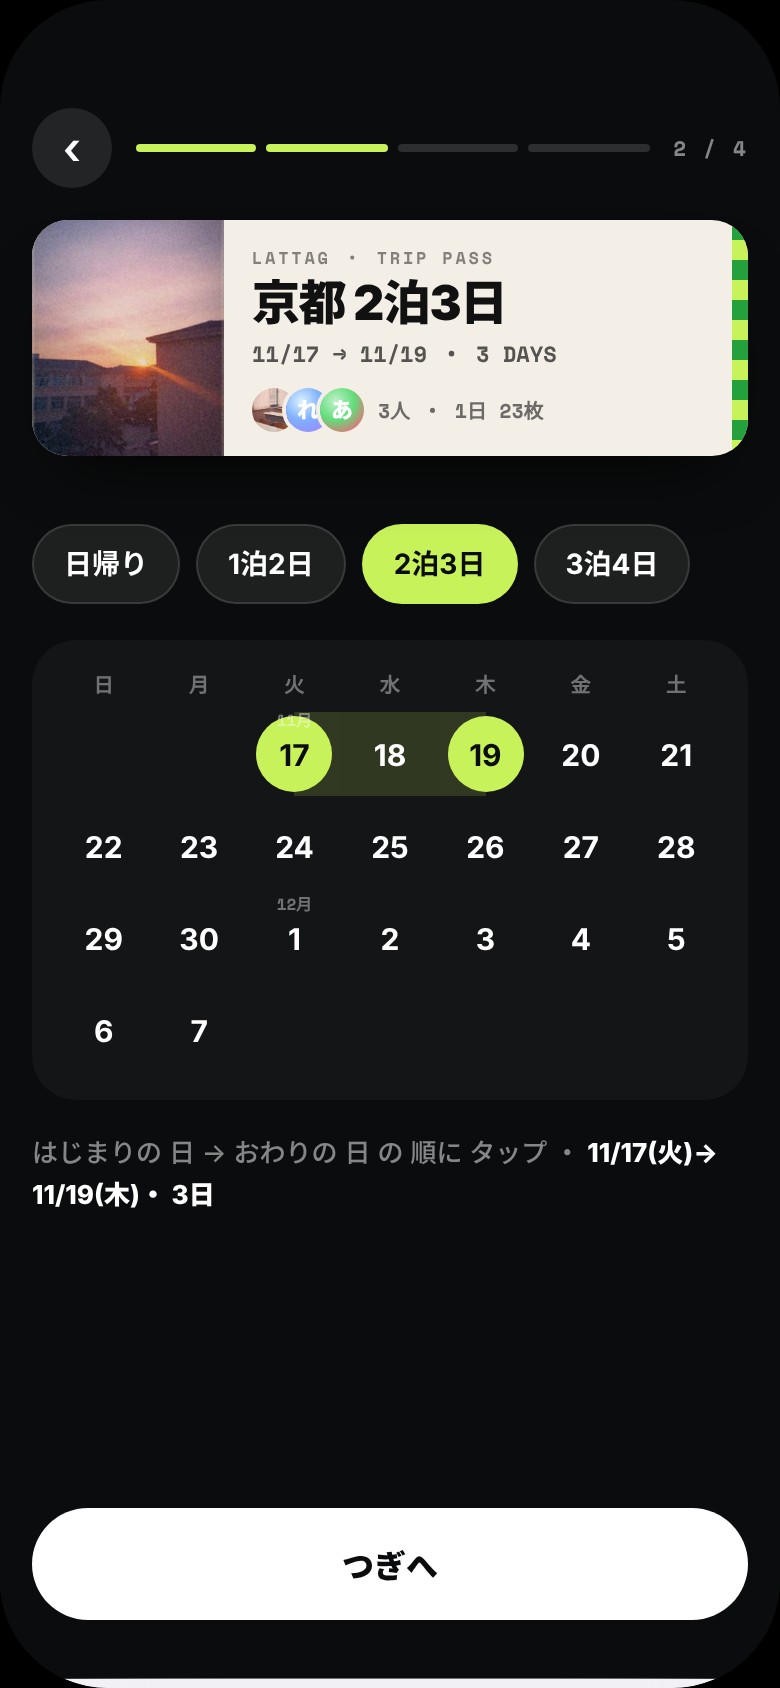 2 / 4
LATTAG • TRIP PASS
京都 2泊3日
11/17 → 11/19 • 3 DAYS
れ あ 3人 • 1日 23枚
日帰り 1泊2日 2泊3日 3泊4日
日 月 火 水 木 金 土
11月
17 18 19 20 21
22 23 24 25 26 27 28
12月
29 30 1 2 3 4 5
6 7
はじまりの 日 → おわりの 日 の 順に タップ • 11/17(火)→
11/19(木)• 3日
つぎへ